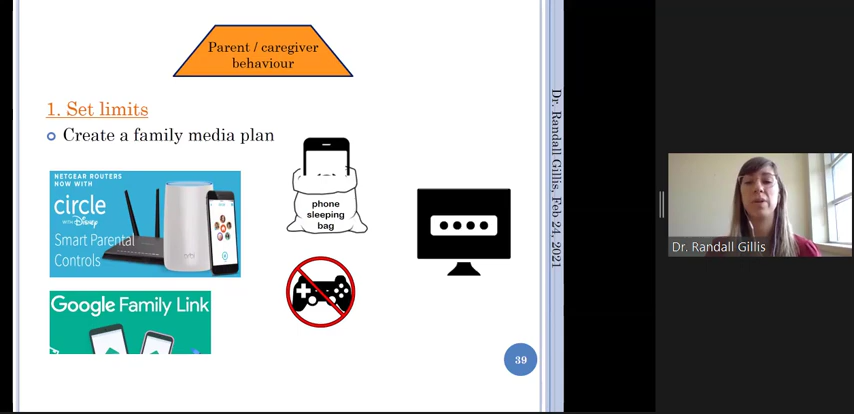 Parent / caregiver
behaviour
1. Set limits
Create a family media plan
NETGEAR ROUTERS
NOW WITH
circle
WITH Disney
Smart Parental
Controls
orbi
phone
sleeping
bag
Google Family Link
39
Dr. Randall Gillis, Feb 24, 2021
Dr. Randall Gillis